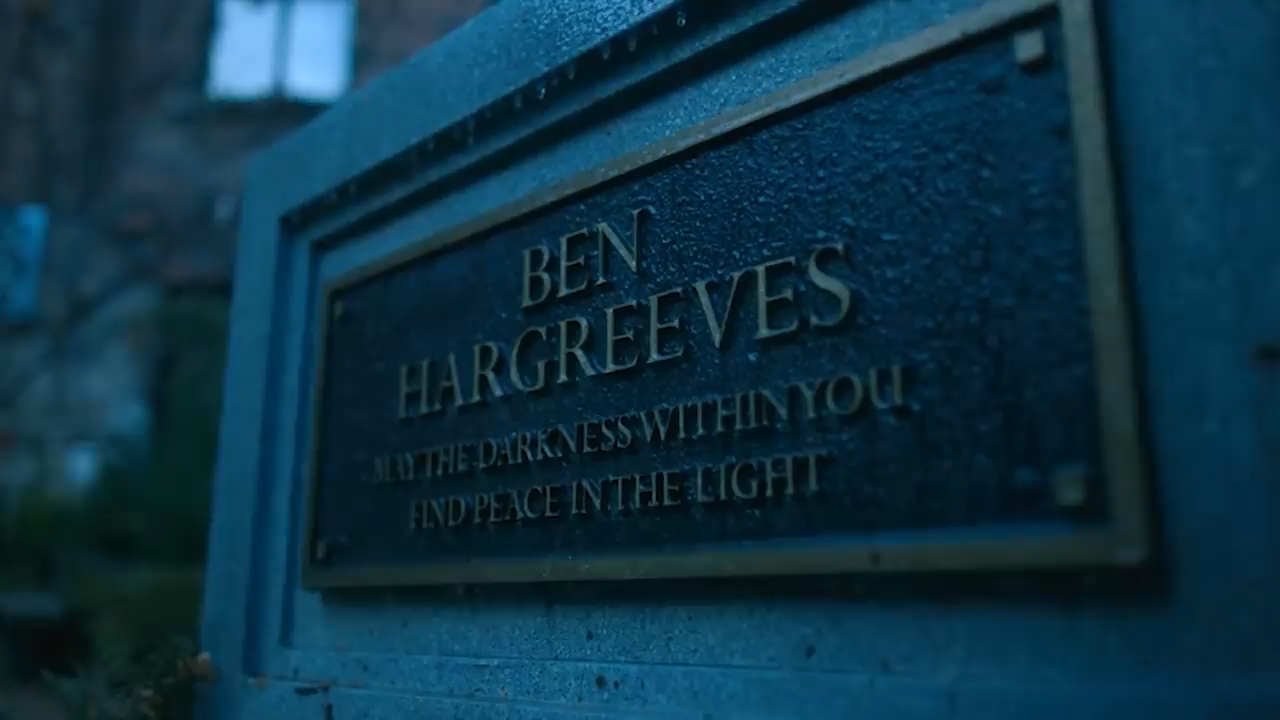 BEN
HARGREEVES
MAY THE DARKNESS WITHIN YOU
FIND PEACE IN THE LIGHT